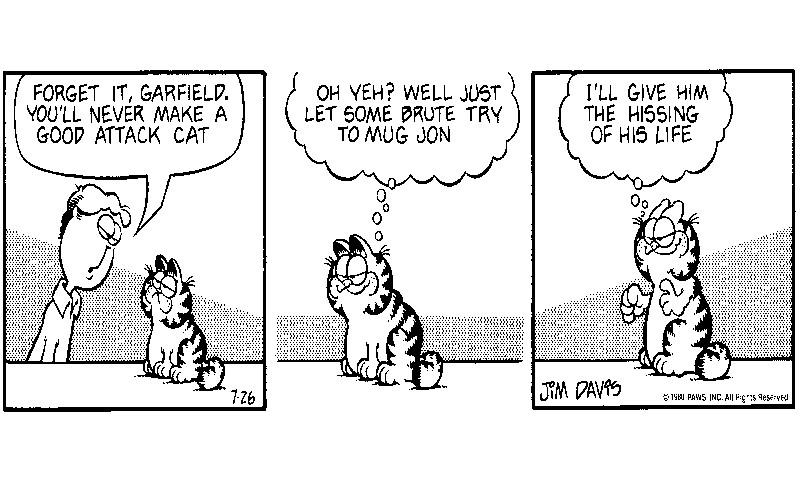 FORGET IT, GARFIELD.
YOU'LL NEVER MAKE A
GOOD ATTACK CAT
7-26
OH YEH? WELL JUST
LET SOME BRUTE TRY
TO MUG JON
I'LL GIVE HIM
THE HISSING
OF HIS LIFE
JIM DAVIS
© 1980 PAWS, INC. All Rights Reserved